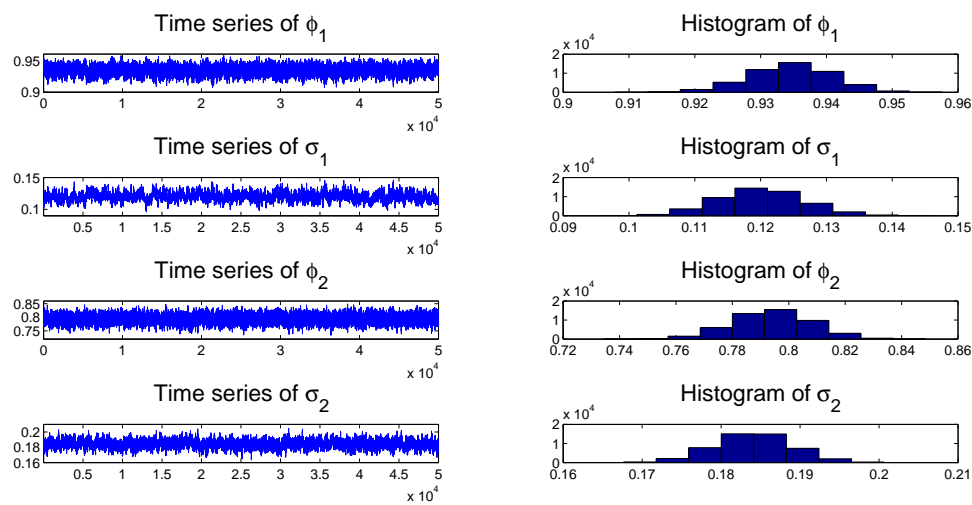 Time series of ϕ1
0.95
0.9
0 1 2 3 4 5
x 10^4
Histogram of ϕ1
x 10^4
2
1
0
0.9 0.91 0.92 0.93 0.94 0.95 0.96
Time series of σ1
0.15
0.1
0.5 1 1.5 2 2.5 3 3.5 4 4.5 5
x 10^4
Histogram of σ1
x 10^4
2
1
0
0.09 0.1 0.11 0.12 0.13 0.14 0.15
Time series of ϕ2
0.85
0.8
0.75
0 1 2 3 4 5
x 10^4
Histogram of ϕ2
x 10^4
2
1
0
0.72 0.74 0.76 0.78 0.8 0.82 0.84 0.86
Time series of σ2
0.2
0.18
0.16
0.5 1 1.5 2 2.5 3 3.5 4 4.5 5
x 10^4
Histogram of σ2
x 10^4
2
1
0
0.16 0.17 0.18 0.19 0.2 0.21